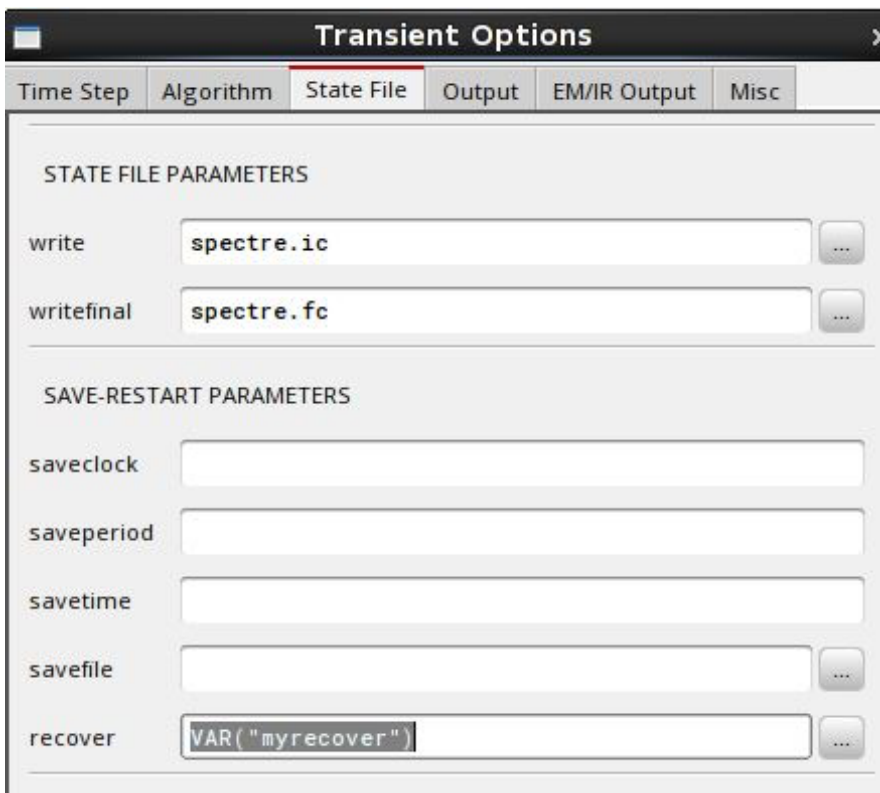 Transient Options
Time Step Algorithm State File Output EM/IR Output Misc
STATE FILE PARAMETERS
write spectre.ic ...
writefinal spectre.fc ...
SAVE-RESTART PARAMETERS
saveclock
saveperiod
savetime
savefile ...
recover VAR("myrecover") ...